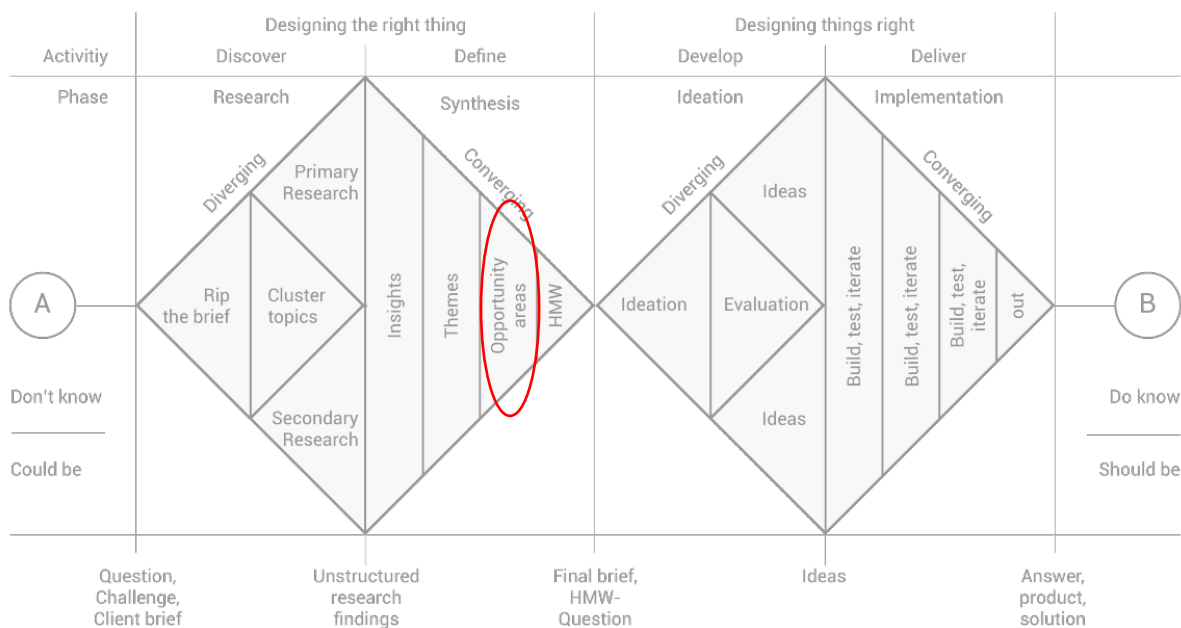 Designing the right thing
Designing things right
Activitiy
Discover
Define
Develop
Deliver
Phase
Research
Synthesis
Ideation
Implementation
Diverging
Converging
Diverging
Converging
Primary
Research
Rip
the brief
Cluster
topics
Secondary
Research
Insights
Themes
Opportunity
areas
HMW
Ideas
Ideation
Evaluation
Ideas
Build, test, iterate
Build, test, iterate
Build, test,
iterate
out
A
B
Don't know
Could be
Do know
Should be
Question,
Challenge,
Client brief
Unstructured
research
findings
Final brief,
HMW-
Question
Ideas
Answer,
product,
solution